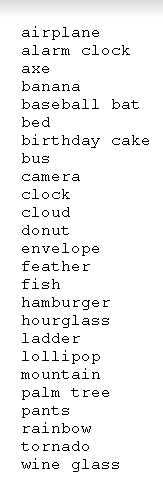 airplane
alarm clock
axe
banana
baseball bat
bed
birthday cake
bus
camera
clock
cloud
donut
envelope
feather
fish
hamburger
hourglass
ladder
lollipop
mountain
palm tree
pants
rainbow
tornado
wine glass